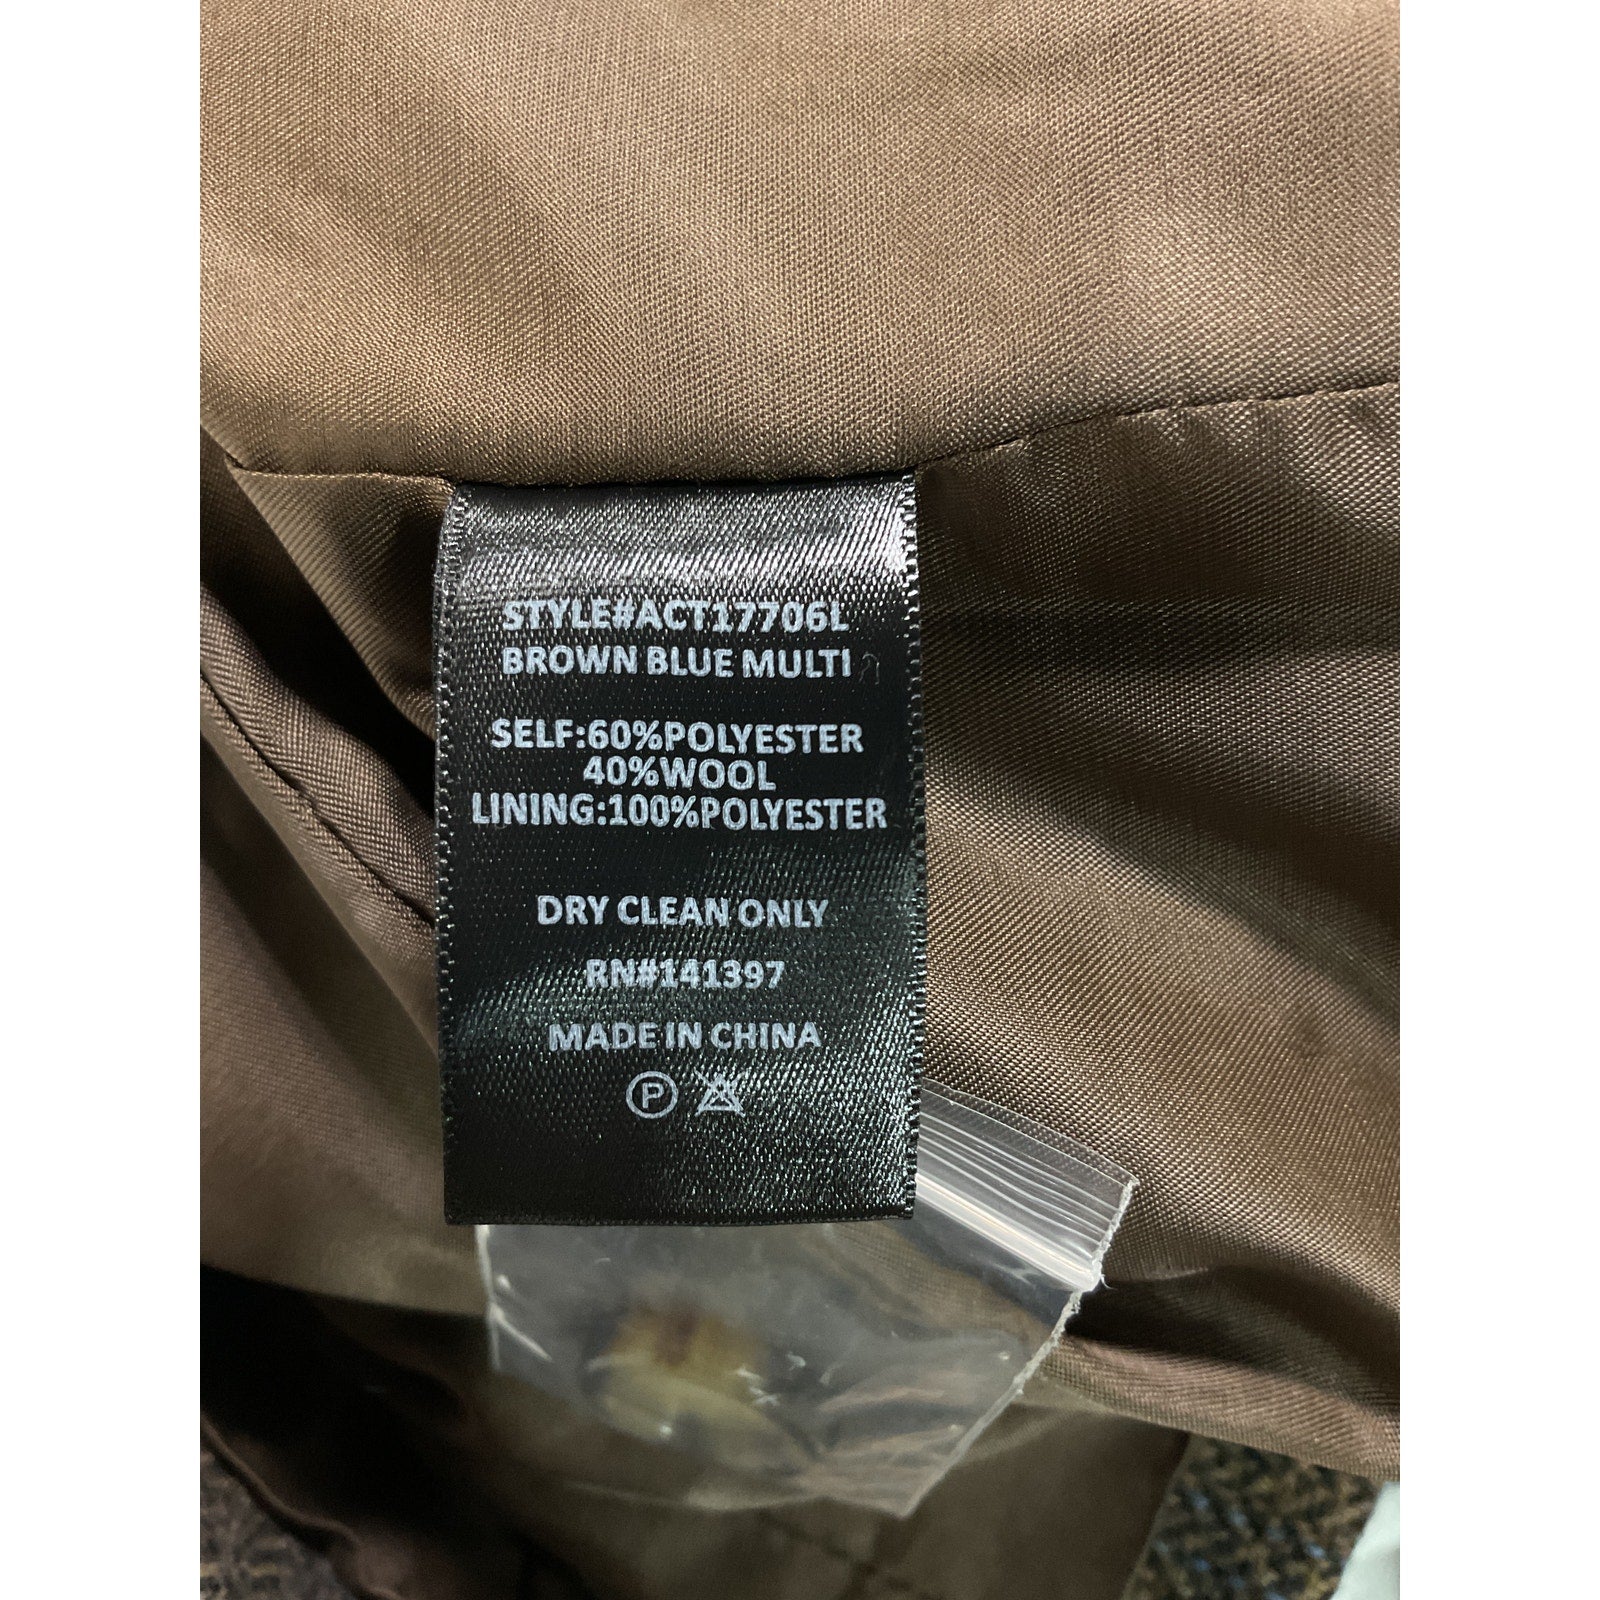 STYLE#ACT17706L
BROWN BLUE MULTI
SELF:60%POLYESTER
40%WOOL
LINING:100%POLYESTER
DRY CLEAN ONLY
RN#141397
MADE IN CHINA
P